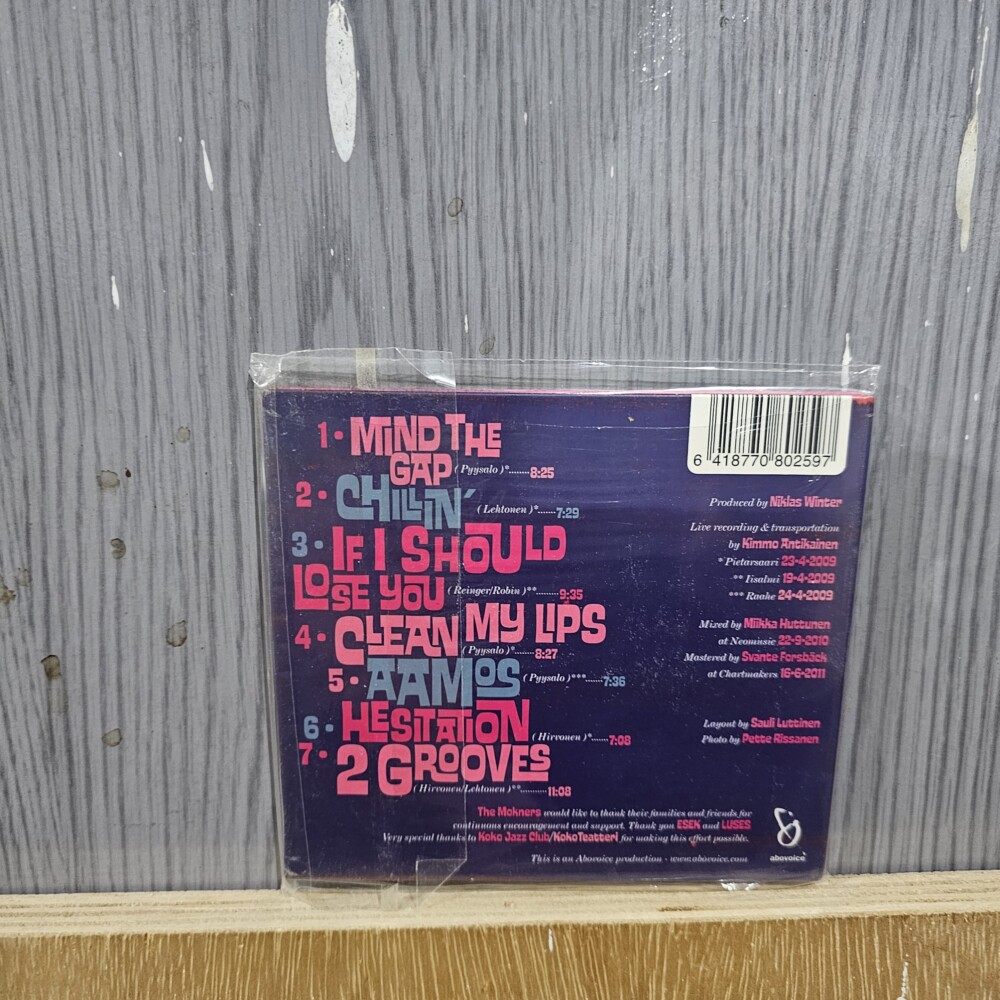 1 • MIND THE
GAP ( Pyysalo )*........8:25
2 • CHILLIN´ ( Lehtonen )*......7:29
3 • IF I SHOULD
LOSE YOU ( Reinger/Robin )**..........9:35
4 • CLEAN MY LIPS
( Pyysalo )*......8:27
5 • AAMOS ( Pyysalo )***......7:36
6 • HESITATION ( Hirvonen )*.......7:08
7 • 2 GROOVES
( Hirvonen/Lehtonen )**...........11:08
6 418770 802597
Produced by Niklas Winter
Live recording & transportation
by Kimmo Antikainen
* Pietarsaari 23-4-2009
** Iisalmi 19-4-2009
*** Raahe 24-4-2009
Mixed by Miikka Huttunen
at Neomusic 22-9-2010
Mastered by Svante Forsbäck
at Chartmakers 16-6-2011
Layout by Sauli Luttinen
Photo by Pette Rissanen
The Mokners would like to thank their families and friends for
continuous encouragement and support. Thank you ESEK and LUSES
Very special thanks to Koko Jazz Club/KokoTeatteri for making this effort possible.
This is an Abovoice production - www.abovoice.com
abovoice